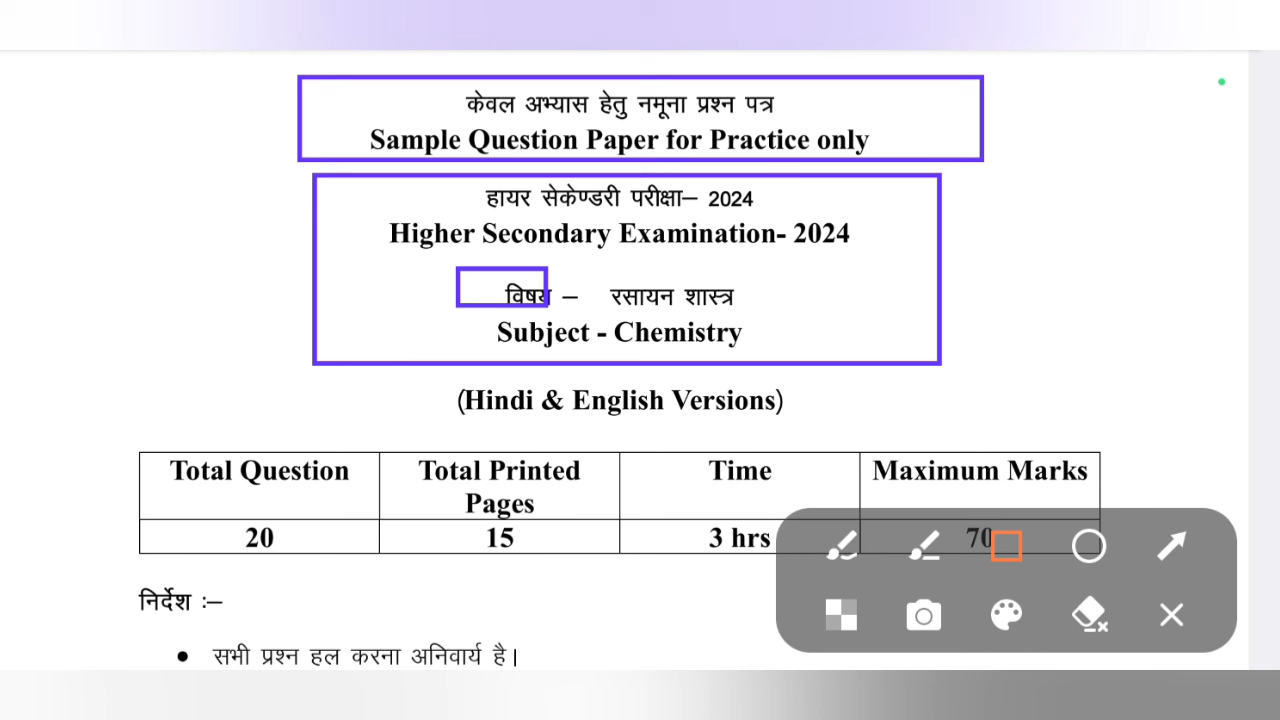 केवल अभ्यास हेतु नमूना प्रश्न पत्र
Sample Question Paper for Practice only
हायर सेकेण्डरी परीक्षा– 2024
Higher Secondary Examination- 2024
विषय – रसायन शास्त्र
Subject - Chemistry
(Hindi & English Versions)
Total Question Total Printed Pages Time Maximum Marks
20 15 3 hrs 70
निर्देश :–
• सभी प्रश्न हल करना अनिवार्य है।